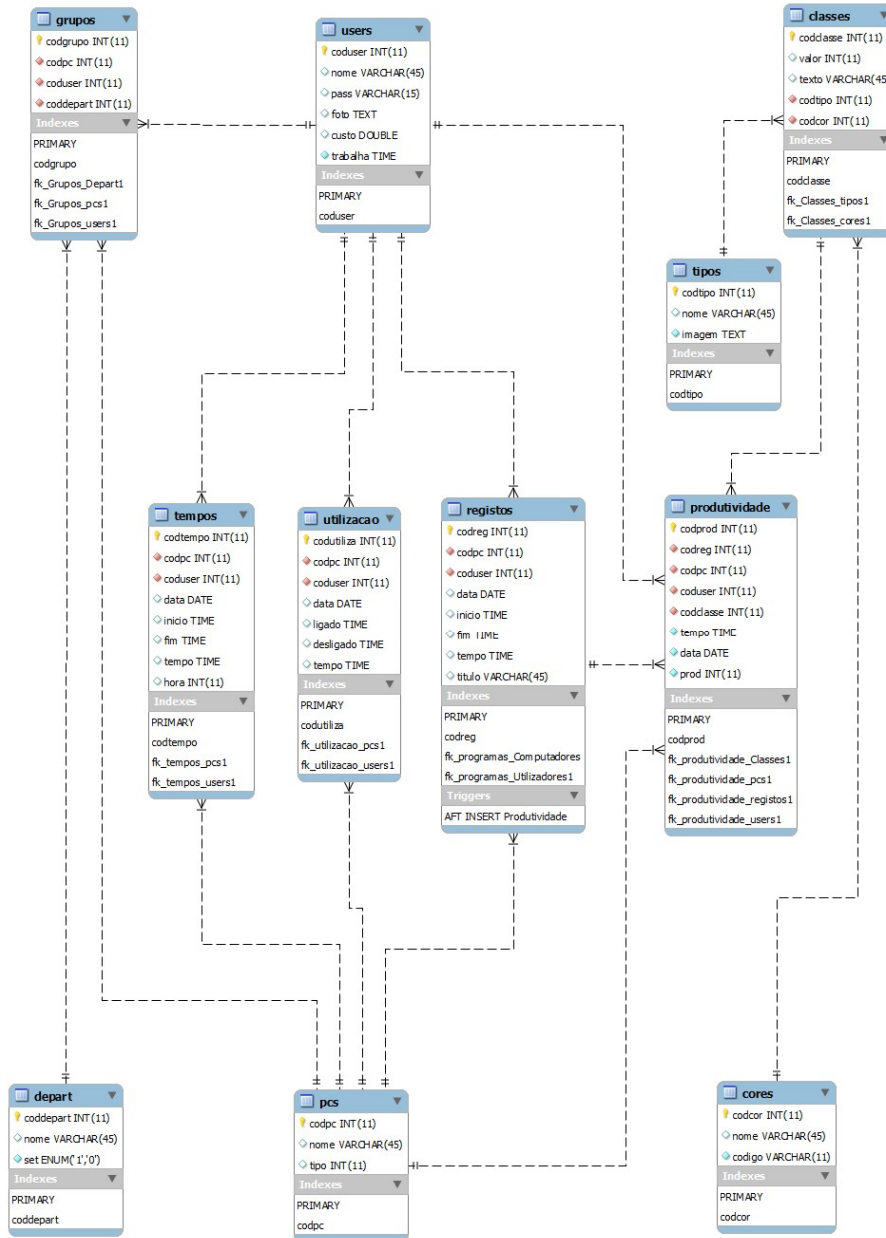 grupos
codgrupo INT(11)
codpc INT(11)
coduser INT(11)
coddepart INT(11)
Indexes
PRIMARY
codgrupo
fk_Grupos_Depart1
fk_Grupos_pcs1
fk_Grupos_users1
users
coduser INT(11)
nome VARCHAR(45)
pass VARCHAR(15)
foto TEXT
custo DOUBLE
trabalha TIME
Indexes
PRIMARY
coduser
classes
codclasse INT(11)
valor INT(11)
texto VARCHAR(45
codtipo INT(11)
codcor INT(11)
Indexes
PRIMARY
codclasse
fk_Classes_tipos1
fk_Classes_cores1
tipos
codtipo INT(11)
nome VARCHAR(45)
imagem TEXT
Indexes
PRIMARY
codtipo
tempos
codtempo INT(11)
codpc INT(11)
coduser INT(11)
data DATE
inicio TIME
fim TIME
tempo TIME
hora INT(11)
Indexes
PRIMARY
codtempo
fk_tempos_pcs1
fk_tempos_users1
utilizacao
codutiliza INT(11)
codpc INT(11)
coduser INT(11)
data DATE
ligado TIME
desligado TIME
tempo TIME
Indexes
PRIMARY
codutiliza
fk_utilizacao_pcs1
fk_utilizacao_users1
registos
codreg INT(11)
codpc INT(11)
coduser INT(11)
data DATE
inicio TIME
fim TIME
tempo TIME
titulo VARCHAR(45)
Indexes
PRIMARY
codreg
fk_programas_Computadores
fk_programas_Utilizadores1
Triggers
AFT INSERT Produtividade
produtividade
codprod INT(11)
codreg INT(11)
codpc INT(11)
coduser INT(11)
codclasse INT(11)
tempo TIME
data DATE
prod INT(11)
Indexes
PRIMARY
codprod
fk_produtividade_Classes1
fk_produtividade_pcs1
fk_produtividade_registos1
fk_produtividade_users1
depart
coddepart INT(11)
nome VARCHAR(45)
set ENUM('1','0')
Indexes
PRIMARY
coddepart
pcs
codpc INT(11)
nome VARCHAR(45)
tipo INT(11)
Indexes
PRIMARY
codpc
cores
codcor INT(11)
nome VARCHAR(45)
codigo VARCHAR(11)
Indexes
PRIMARY
codcor